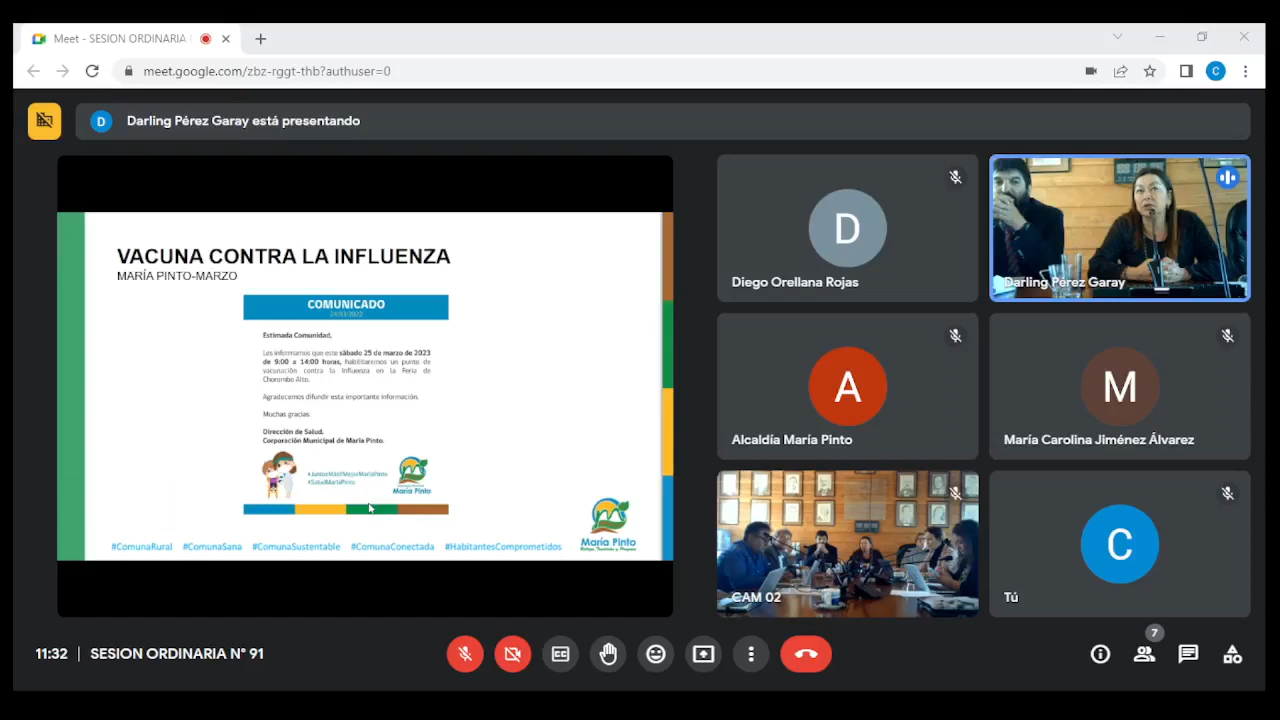 Meet - SESION ORDINARIA
meet.google.com/zbz-rggt-thb?authuser=0
C
D
Darling Pérez Garay está presentando
VACUNA CONTRA LA INFLUENZA
MARÍA PINTO-MARZO
COMUNICADO
24/03/2022
Estimada Comunidad,
Les informamos que este sábado 25 de marzo de 2023
de 9:00 a 14:00 horas, habilitaremos un punto de
vacunación contra la Influenza en la Feria de
Chorombo Alto.
Agradecemos difundir esta importante información.
Muchas gracias.
Dirección de Salud.
Corporación Municipal de María Pinto.
#SaludMaríaPinto
María Pinto
#ComunaRural #ComunaSana #ComunaSustentable #ComunaConectada #HabitantesComprometidos
María Pinto
D
Diego Orellana Rojas
Darling Pérez Garay
A
Alcaldía María Pinto
M
María Carolina Jiménez Álvarez
CAM 02
C
Tú
11:32 | SESION ORDINARIA N° 91
CC
7